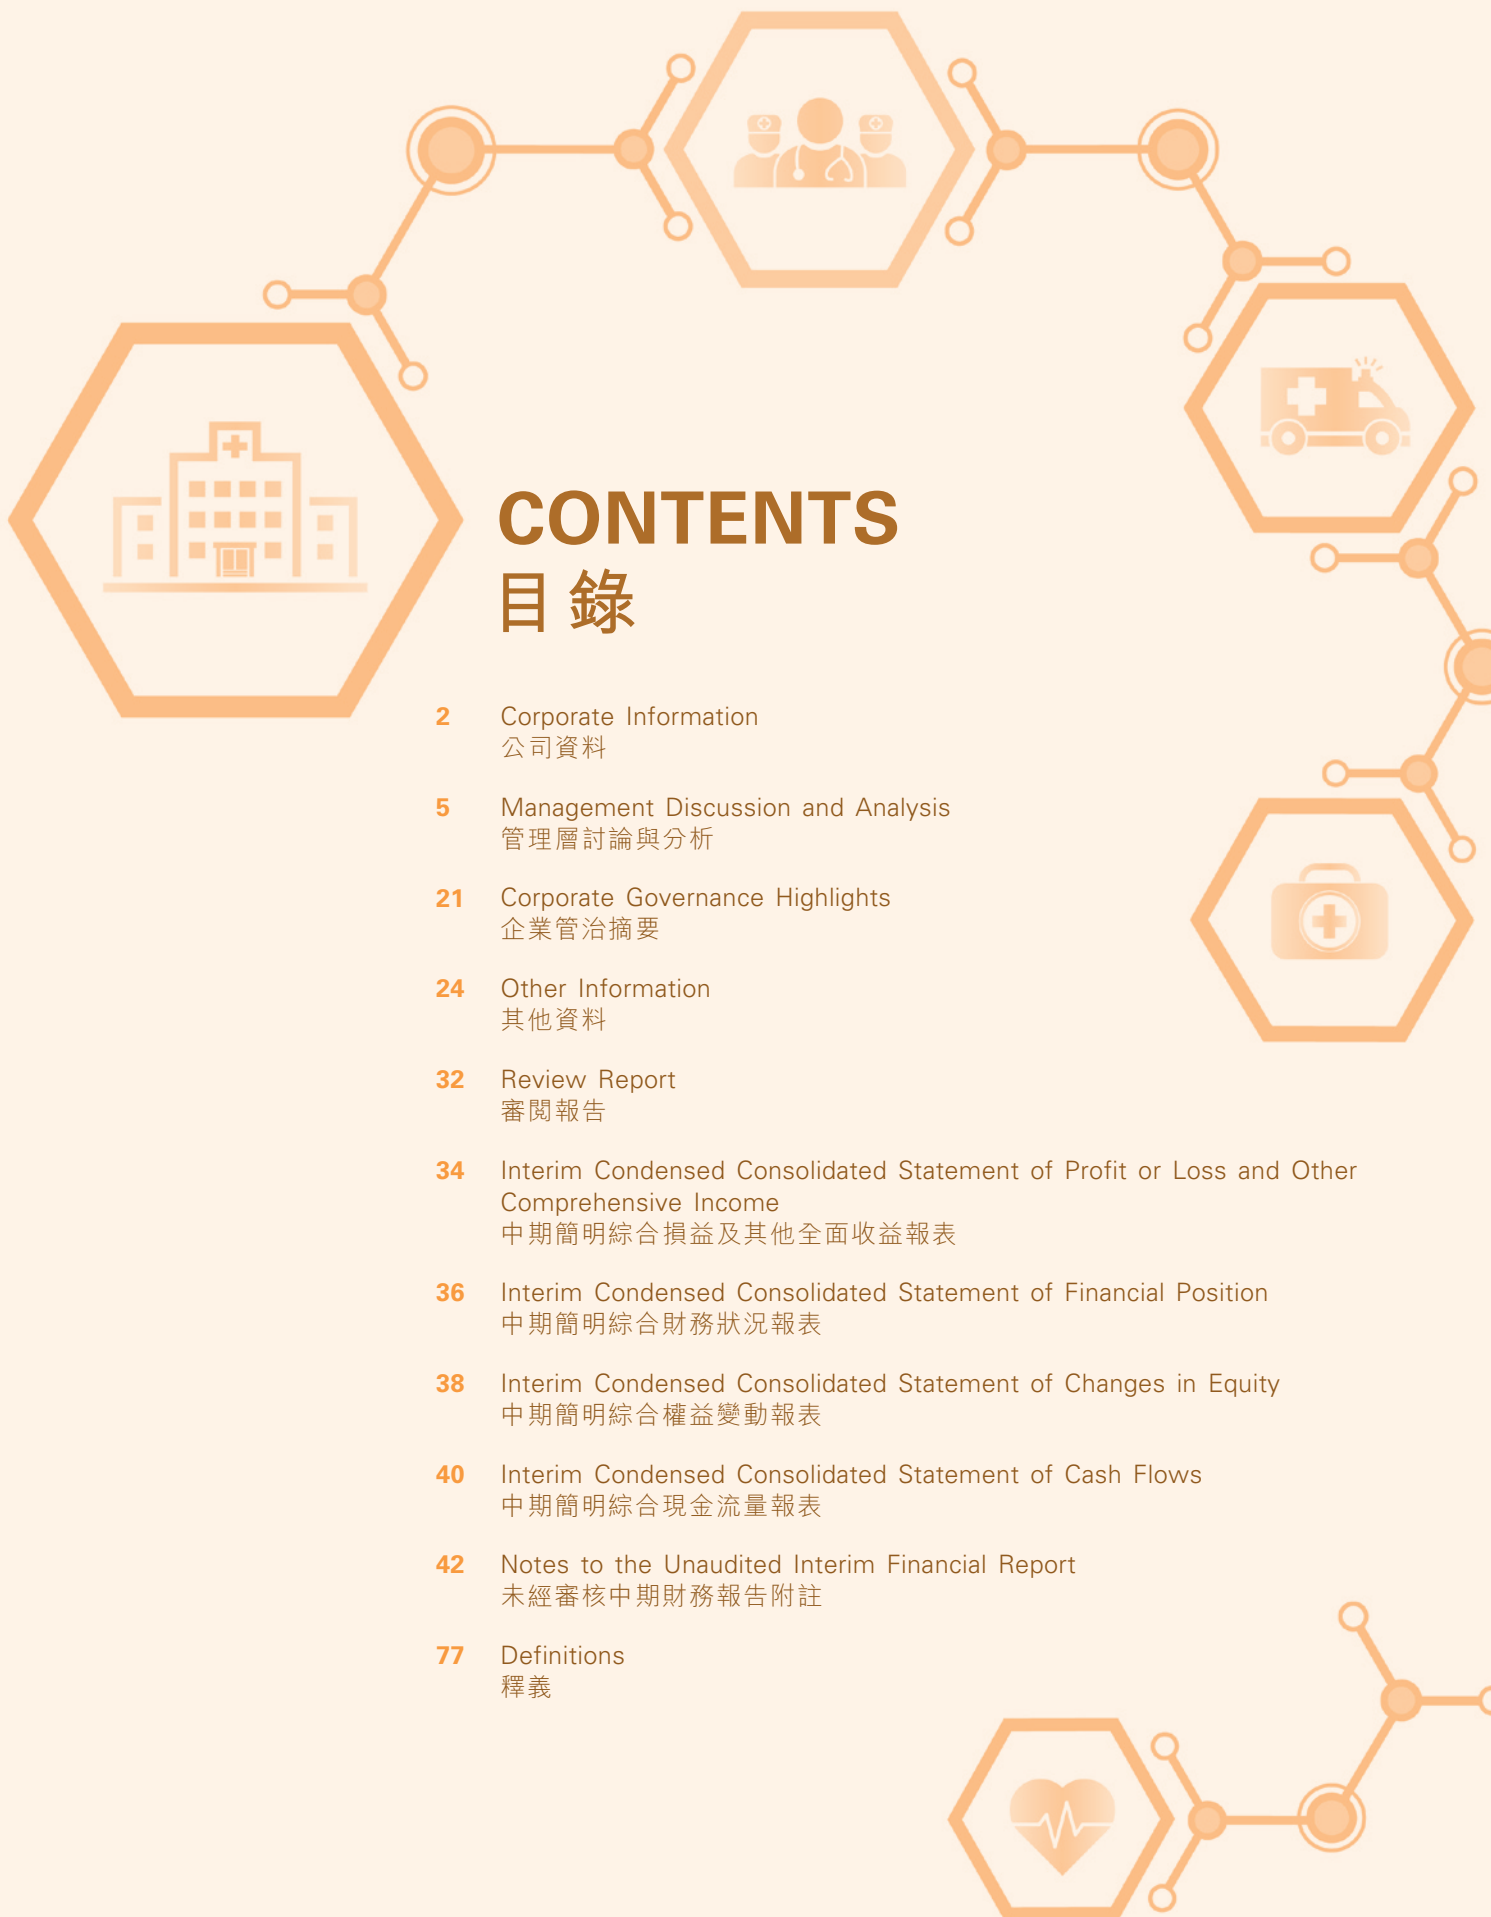 CONTENTS
目錄
2 Corporate Information
公司資料
5 Management Discussion and Analysis
管理層討論與分析
21 Corporate Governance Highlights
企業管治摘要
24 Other Information
其他資料
32 Review Report
審閱報告
34 Interim Condensed Consolidated Statement of Profit or Loss and Other
Comprehensive Income
中期簡明綜合損益及其他全面收益報表
36 Interim Condensed Consolidated Statement of Financial Position
中期簡明綜合財務狀況報表
38 Interim Condensed Consolidated Statement of Changes in Equity
中期簡明綜合權益變動報表
40 Interim Condensed Consolidated Statement of Cash Flows
中期簡明綜合現金流量報表
42 Notes to the Unaudited Interim Financial Report
未經審核中期財務報告附註
77 Definitions
釋義